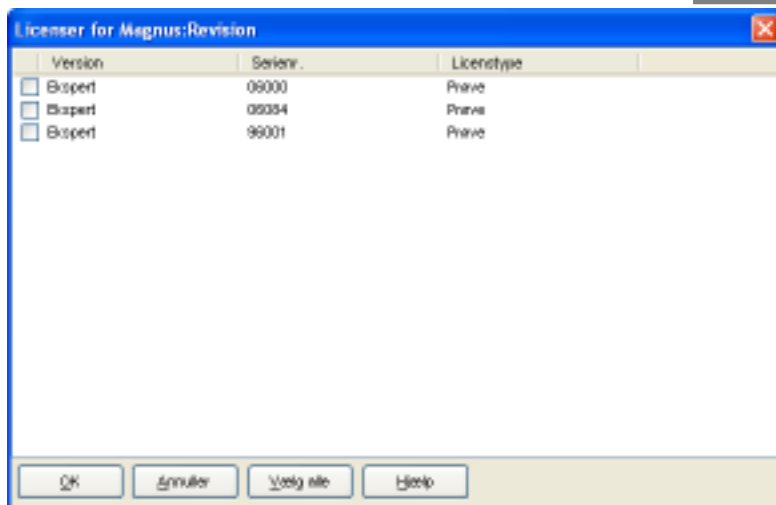 Licenser for Magnus:Revision
Version Serienr. Licenstype
Ekspert 06000 Prøve
Ekspert 06084 Prøve
Ekspert 96001 Prøve
OK Annuller Vælg alle Hjælp